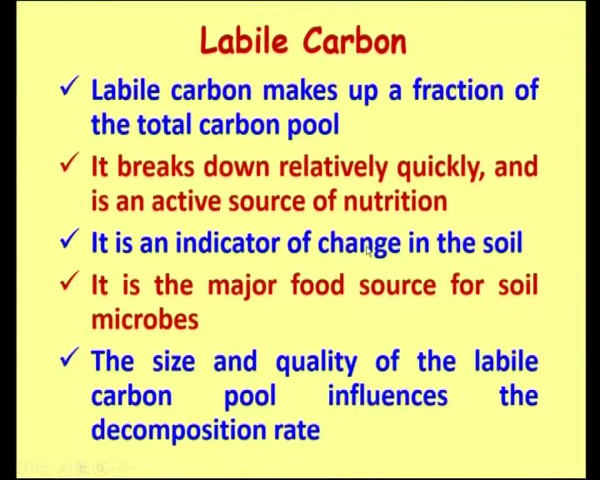 Labile Carbon
✓ Labile carbon makes up a fraction of
the total carbon pool
✓ It breaks down relatively quickly, and
is an active source of nutrition
✓ It is an indicator of change in the soil
✓ It is the major food source for soil
microbes
✓ The size and quality of the labile
carbon pool influences the
decomposition rate